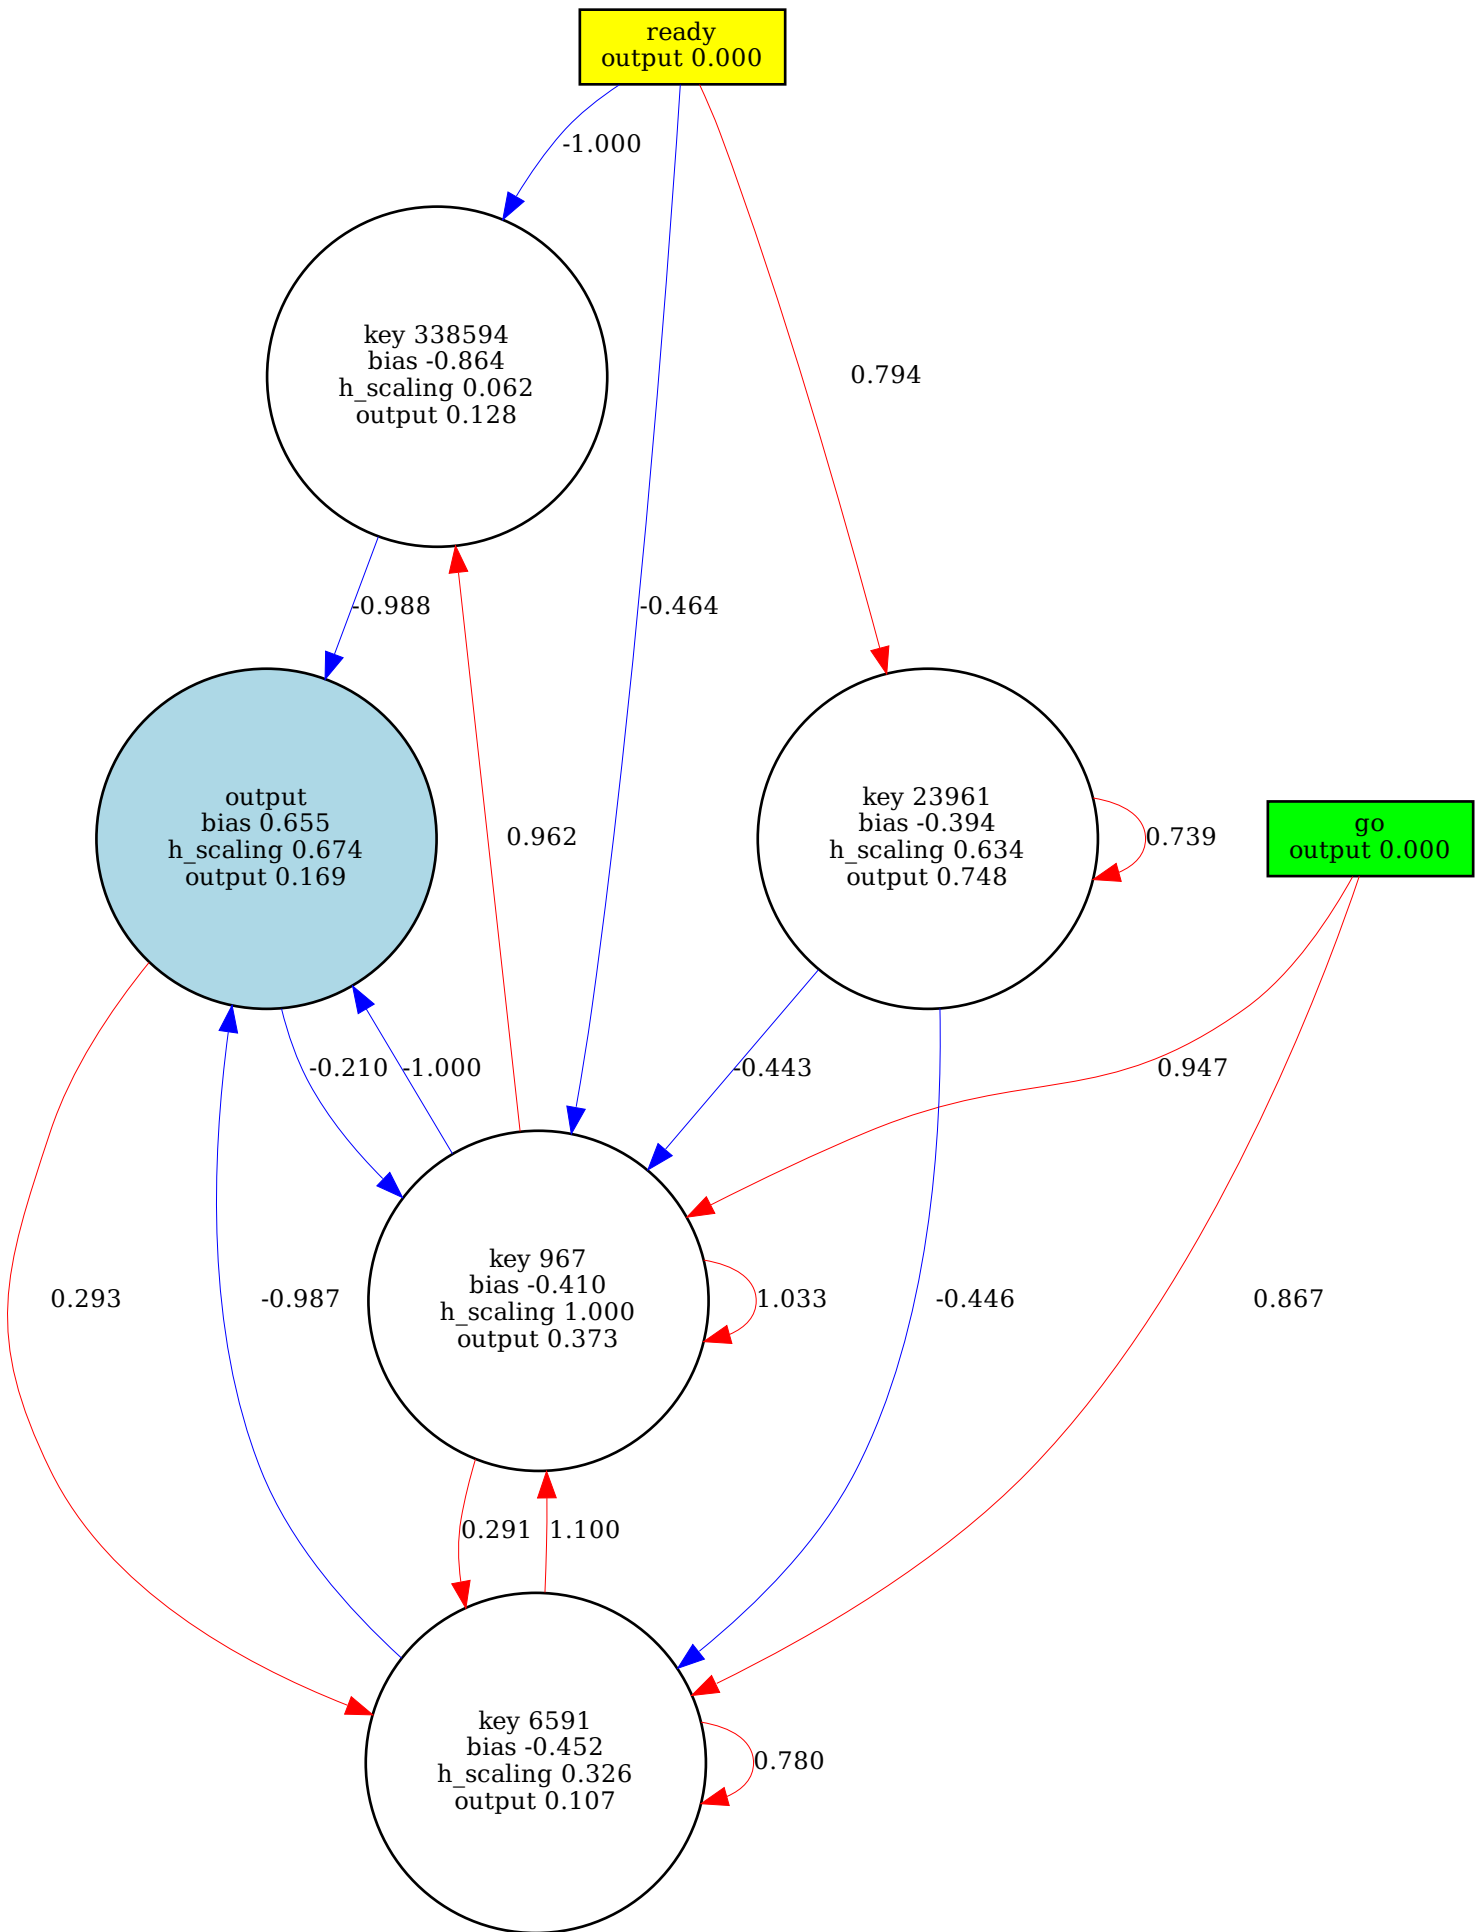 ready
output 0.000
-1.000
key 338594
bias -0.864
h_scaling 0.062
output 0.128
0.794
-0.988
-0.464
output
bias 0.655
h_scaling 0.674
output 0.169
0.962
key 23961
bias -0.394
h_scaling 0.634
output 0.748
0.739
go
output 0.000
-0.210
-1.000
-0.443
0.947
0.293
-0.987
key 967
bias -0.410
h_scaling 1.000
output 0.373
1.033
-0.446
0.867
0.291
1.100
key 6591
bias -0.452
h_scaling 0.326
output 0.107
0.780